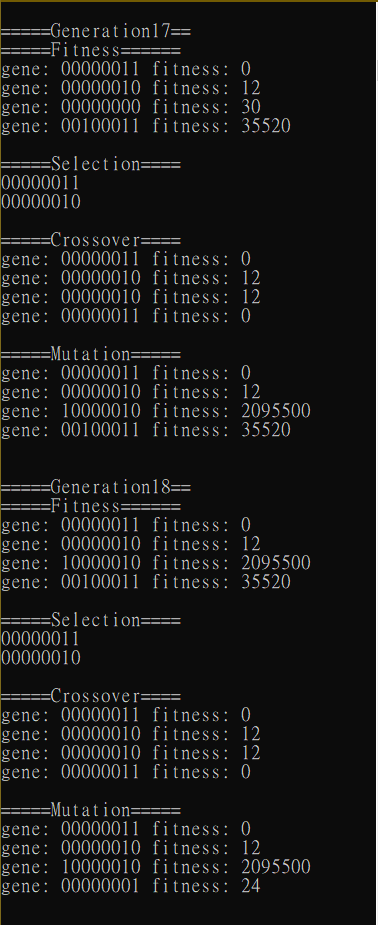 =====Generation17==
=====Fitness======
gene: 00000011 fitness: 0
gene: 00000010 fitness: 12
gene: 00000000 fitness: 30
gene: 00100011 fitness: 35520
=====Selection====
00000011
00000010
=====Crossover====
gene: 00000011 fitness: 0
gene: 00000010 fitness: 12
gene: 00000010 fitness: 12
gene: 00000011 fitness: 0
=====Mutation=====
gene: 00000011 fitness: 0
gene: 00000010 fitness: 12
gene: 10000010 fitness: 2095500
gene: 00100011 fitness: 35520
=====Generation18==
=====Fitness======
gene: 00000011 fitness: 0
gene: 00000010 fitness: 12
gene: 10000010 fitness: 2095500
gene: 00100011 fitness: 35520
=====Selection====
00000011
00000010
=====Crossover====
gene: 00000011 fitness: 0
gene: 00000010 fitness: 12
gene: 00000010 fitness: 12
gene: 00000011 fitness: 0
=====Mutation=====
gene: 00000011 fitness: 0
gene: 00000010 fitness: 12
gene: 10000010 fitness: 2095500
gene: 00000001 fitness: 24